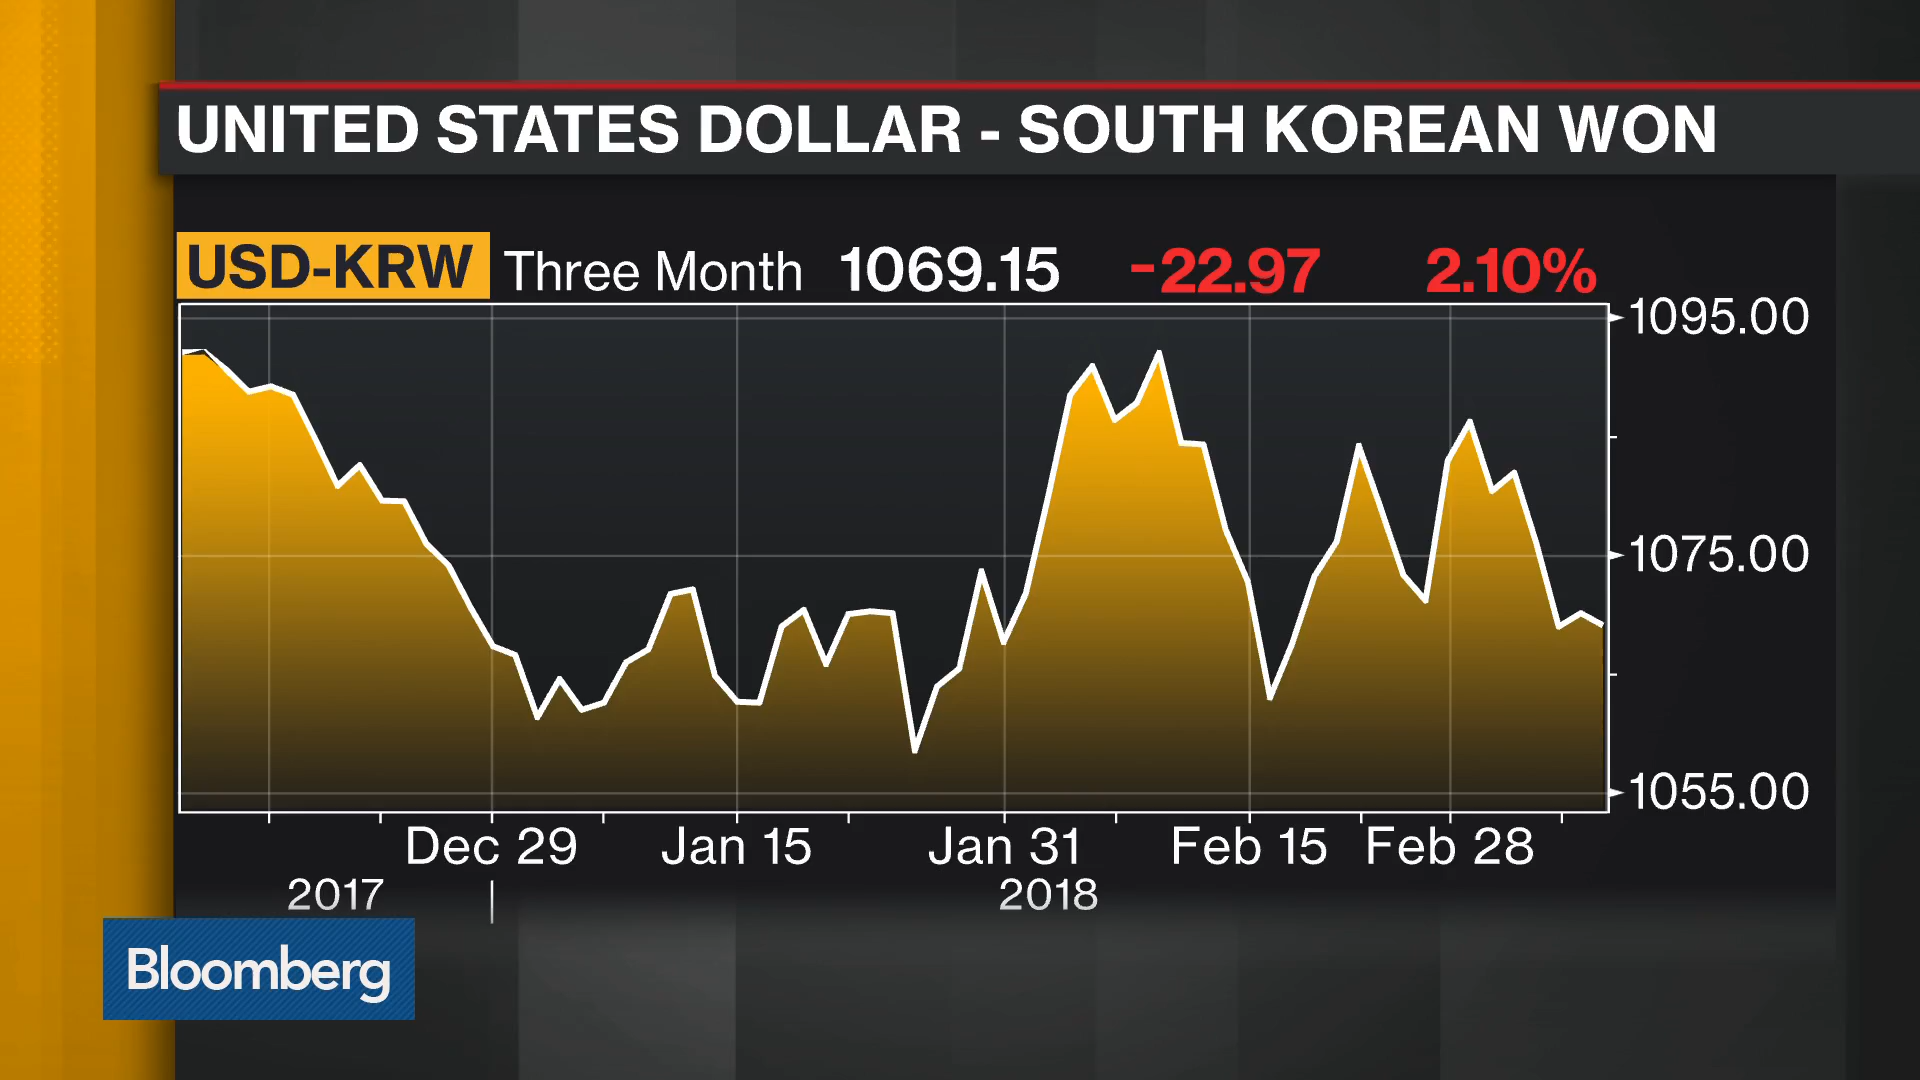 UNITED STATES DOLLAR - SOUTH KOREAN WON
USD-KRW Three Month 1069.15 -22.97 2.10%
1095.00
1075.00
1055.00
Dec 29 Jan 15 Jan 31 Feb 15 Feb 28
2017 2018
Bloomberg